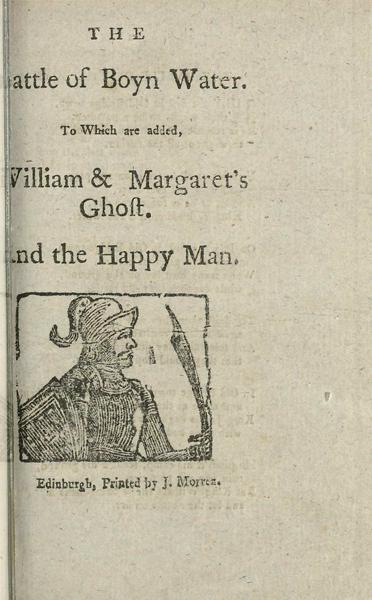 THE
attle of Boyn Water.
To Which are added,
Villiam & Margaret's
Ghoſt.
nd the Happy Man.
Edinburgh, Printed by J. Morren.